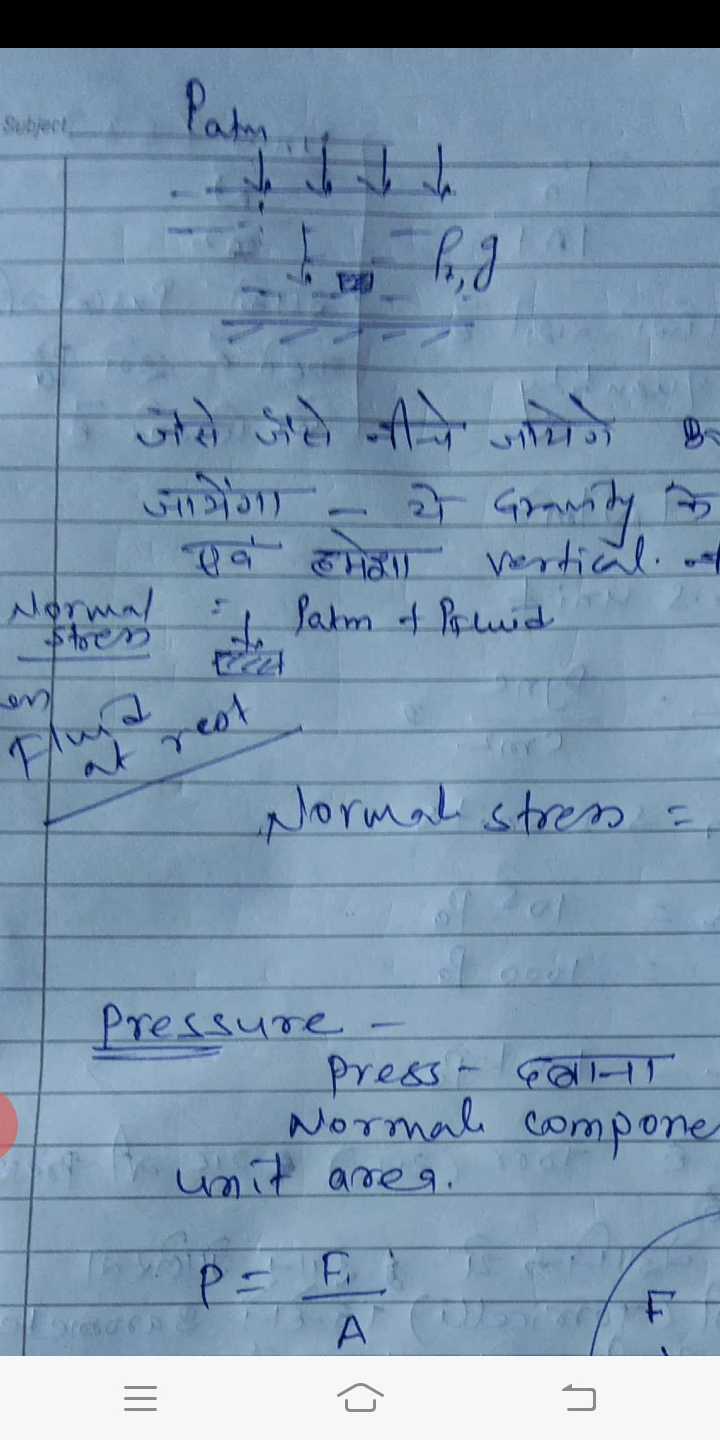 Subject
Patm
जैसे जैसे नीचे जायेंगे
जायेंगा - ये Gravity के
एवं हमेशा vertical.
Normal stress = Patm + Pfluid
on
Fluid at rest
Normal stress =
Pressure -
Press - दबाना
Normal compone
unit area.
P = F / A
F